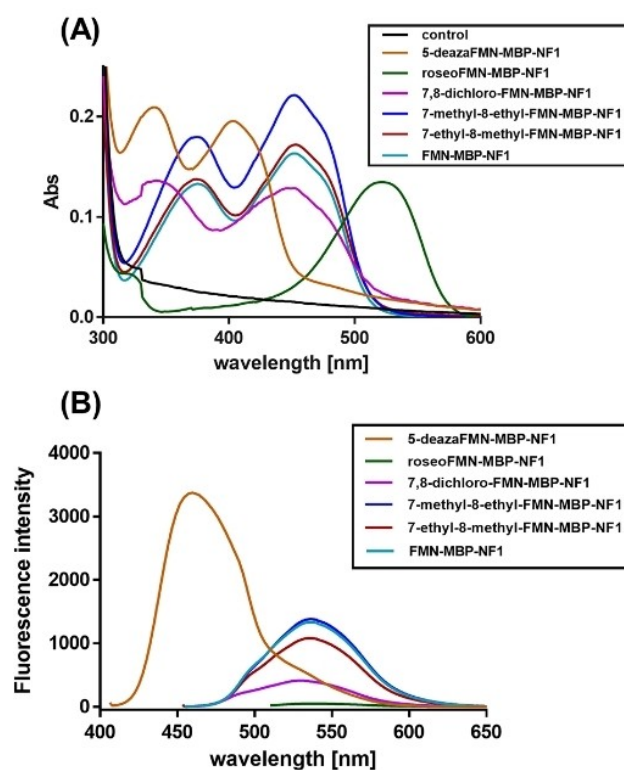 (A)
control
5-deazaFMN-MBP-NF1
roseoFMN-MBP-NF1
7,8-dichloro-FMN-MBP-NF1
7-methyl-8-ethyl-FMN-MBP-NF1
7-ethyl-8-methyl-FMN-MBP-NF1
FMN-MBP-NF1
Abs
0.2
0.1
0.0
300 400 500 600
wavelength [nm]
(B)
5-deazaFMN-MBP-NF1
roseoFMN-MBP-NF1
7,8-dichloro-FMN-MBP-NF1
7-methyl-8-ethyl-FMN-MBP-NF1
7-ethyl-8-methyl-FMN-MBP-NF1
FMN-MBP-NF1
Fluorescence intensity
4000
3000
2000
1000
0
400 450 500 550 600 650
wavelength [nm]